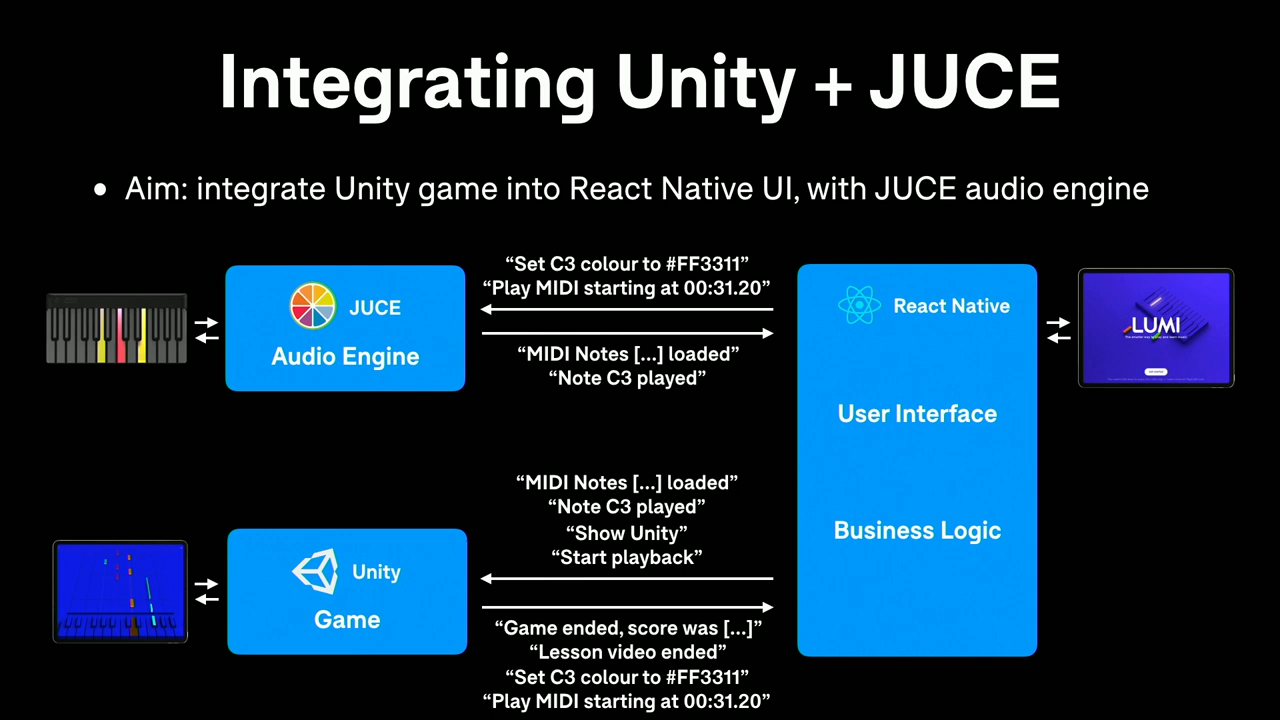 Integrating Unity + JUCE
• Aim: integrate Unity game into React Native UI, with JUCE audio engine
“Set C3 colour to #FF3311”
“Play MIDI starting at 00:31.20”
JUCE
Audio Engine
“MIDI Notes [...] loaded”
“Note C3 played”
React Native
User Interface
Business Logic
LUMI
“MIDI Notes [...] loaded”
“Note C3 played”
“Show Unity”
“Start playback”
Unity
Game
“Game ended, score was [...]”
“Lesson video ended”
“Set C3 colour to #FF3311”
“Play MIDI starting at 00:31.20”